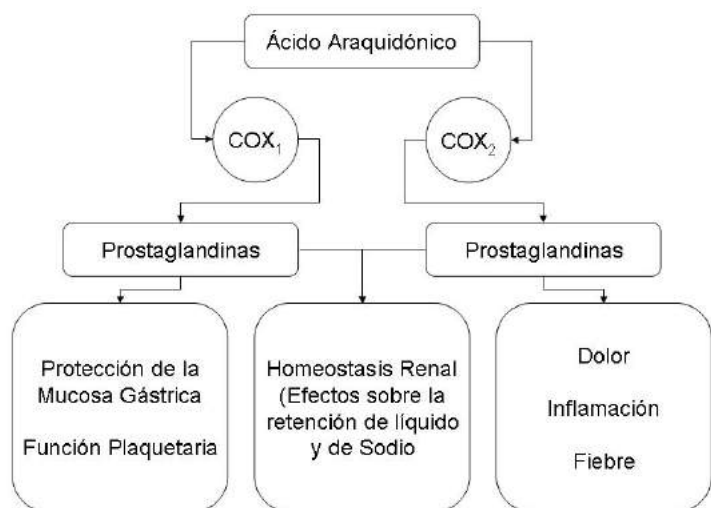 Ácido Araquidónico
COX₁
COX₂
Prostaglandinas
Prostaglandinas
Protección de la
Mucosa Gástrica
Función Plaquetaria
Homeostasis Renal
(Efectos sobre la
retención de líquido
y de Sodio
Dolor
Inflamación
Fiebre